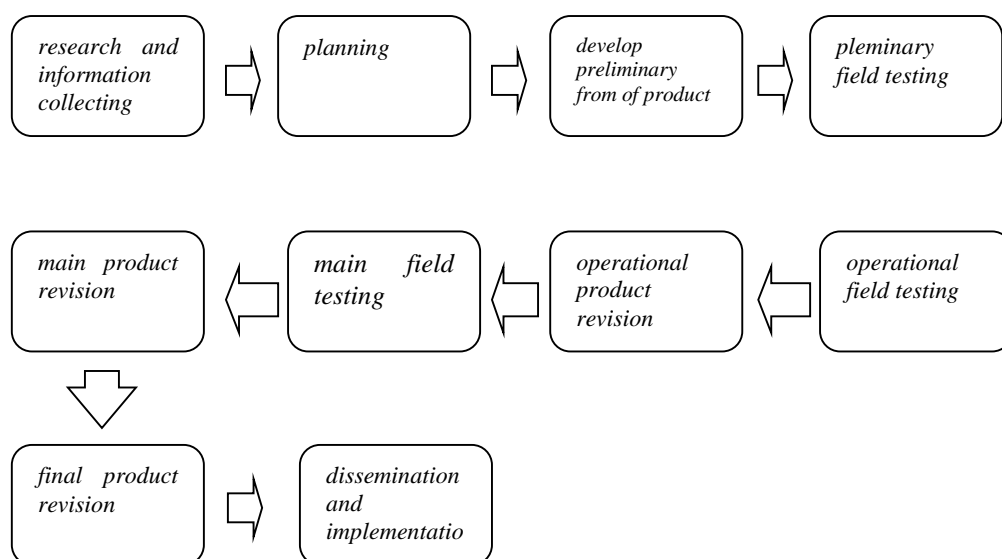 research and
information
collecting
planning
develop
preliminary
from of product
pleminary
field testing
main product
revision
main field
testing
operational
product
revision
operational
field testing
final product
revision
dissemination
and
implementatio